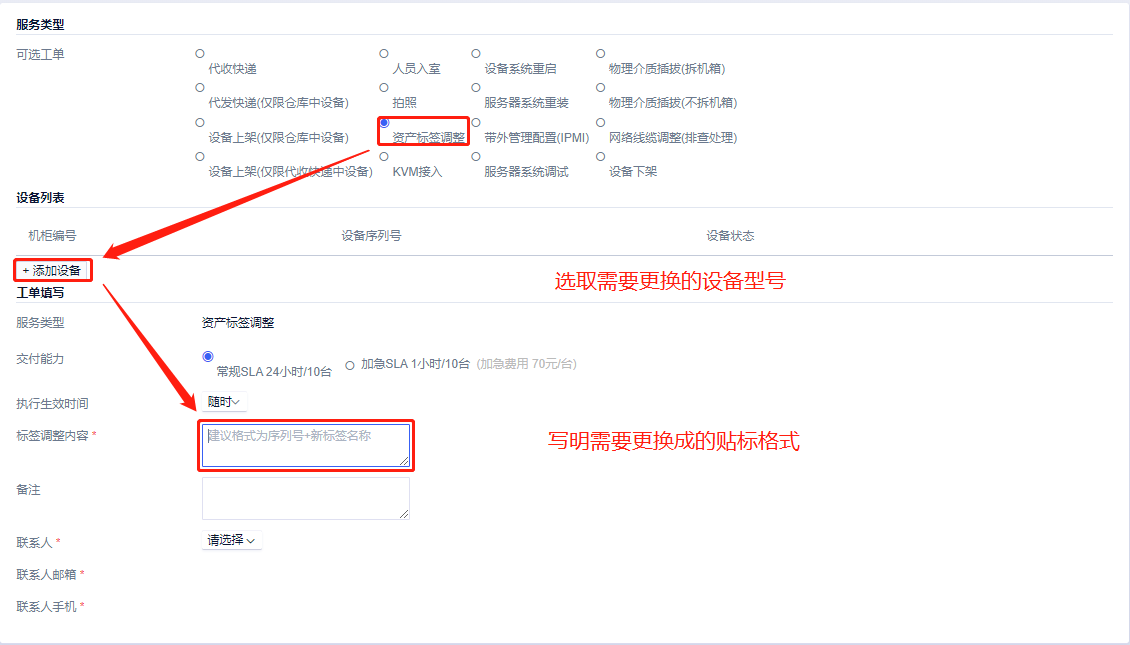 服务类型
可选工单
代收快递 人员入室 设备系统重启 物理介质插拔(拆机箱)
代发快递(仅限仓库中设备) 拍照 服务器系统重装 物理介质插拔(不拆机箱)
设备上架(仅限仓库中设备) 资产标签调整 带外管理配置(IPMI) 网络线缆调整(排查处理)
设备上架(仅限代收快递中设备) KVM接入 服务器系统调试 设备下架
设备列表
机柜编号 设备序列号 设备状态
+ 添加设备
选取需要更换的设备型号
工单填写
服务类型 资产标签调整
交付能力 常规SLA 24小时/10台 加急SLA 1小时/10台 (加急费用 70元/台)
执行生效时间 随时
标签调整内容 * 建议格式为序列号+新标签名称
写明需要更换成的贴标格式
备注
联系人 * 请选择
联系人邮箱 *
联系人手机 *